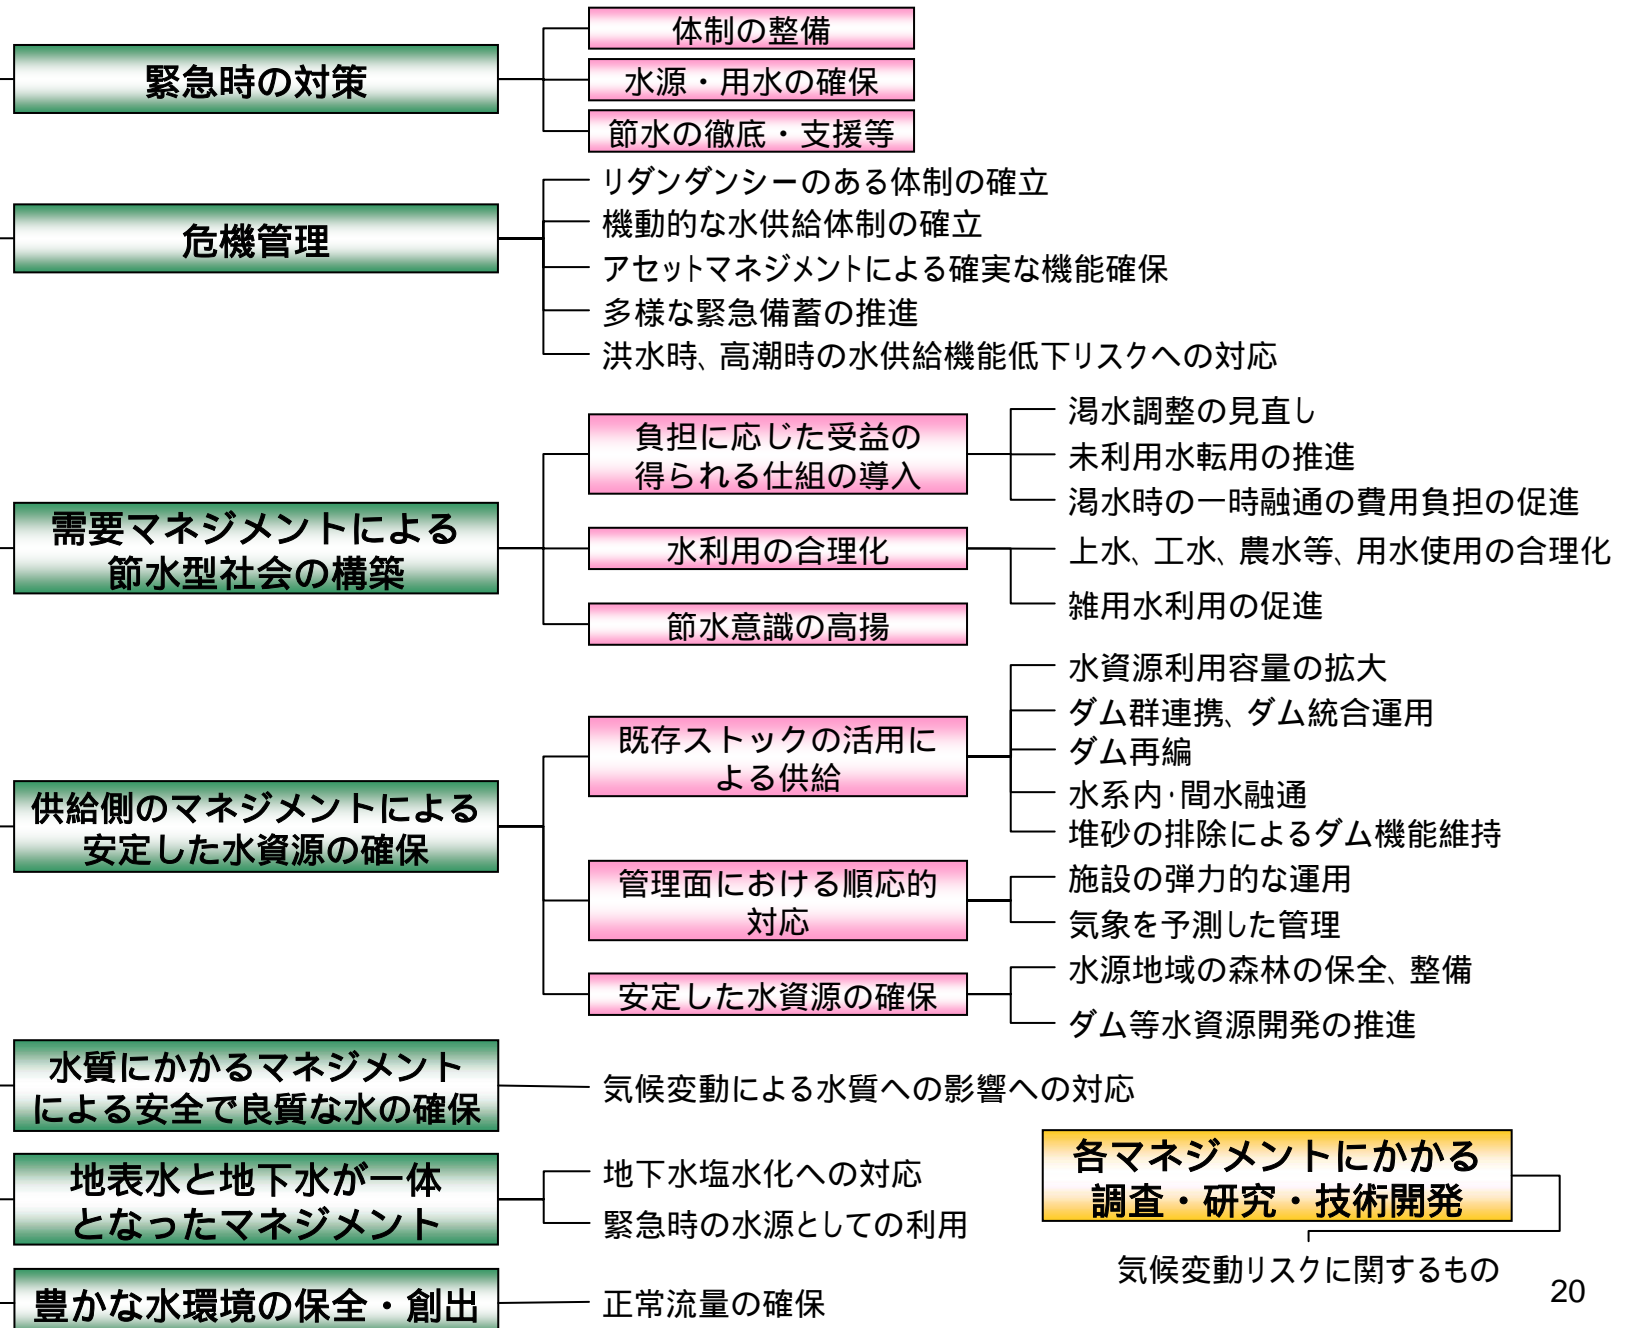 緊急時の対策
体制の整備
水源・用水の確保
節水の徹底・支援等
危機管理
リダンダンシーのある体制の確立
機動的な水供給体制の確立
アセットマネジメントによる確実な機能確保
多様な緊急備蓄の推進
洪水時、高潮時の水供給機能低下リスクへの対応
需要マネジメントによる
節水型社会の構築
負担に応じた受益の
得られる仕組の導入
渇水調整の見直し
未利用水転用の推進
渇水時の一時融通の費用負担の促進
水利用の合理化
上水、工水、農水等、用水使用の合理化
雑用水利用の促進
節水意識の高揚
供給側のマネジメントによる
安定した水資源の確保
既存ストックの活用に
よる供給
水資源利用容量の拡大
ダム群連携、ダム統合運用
ダム再編
水系内・間水融通
堆砂の排除によるダム機能維持
管理面における順応的
対応
施設の弾力的な運用
気象を予測した管理
安定した水資源の確保
水源地域の森林の保全、整備
ダム等水資源開発の推進
水質にかかるマネジメント
による安全で良質な水の確保
気候変動による水質への影響への対応
地表水と地下水が一体
となったマネジメント
地下水塩水化への対応
緊急時の水源としての利用
豊かな水環境の保全・創出
正常流量の確保
各マネジメントにかかる
調査・研究・技術開発
気候変動リスクに関するもの
20